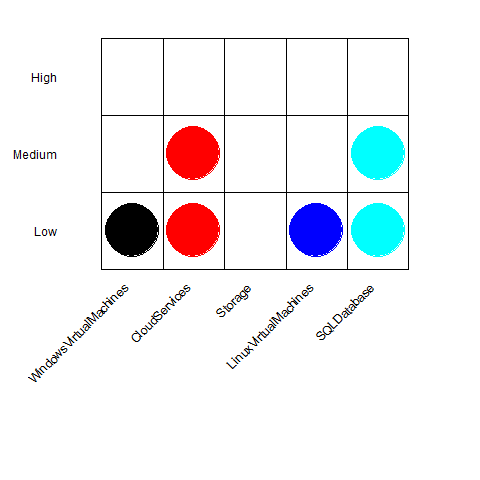 High
Medium
Low
WindowsVirtualMachines
CloudServices
Storage
LinuxVirtualMachines
SQLDatabase